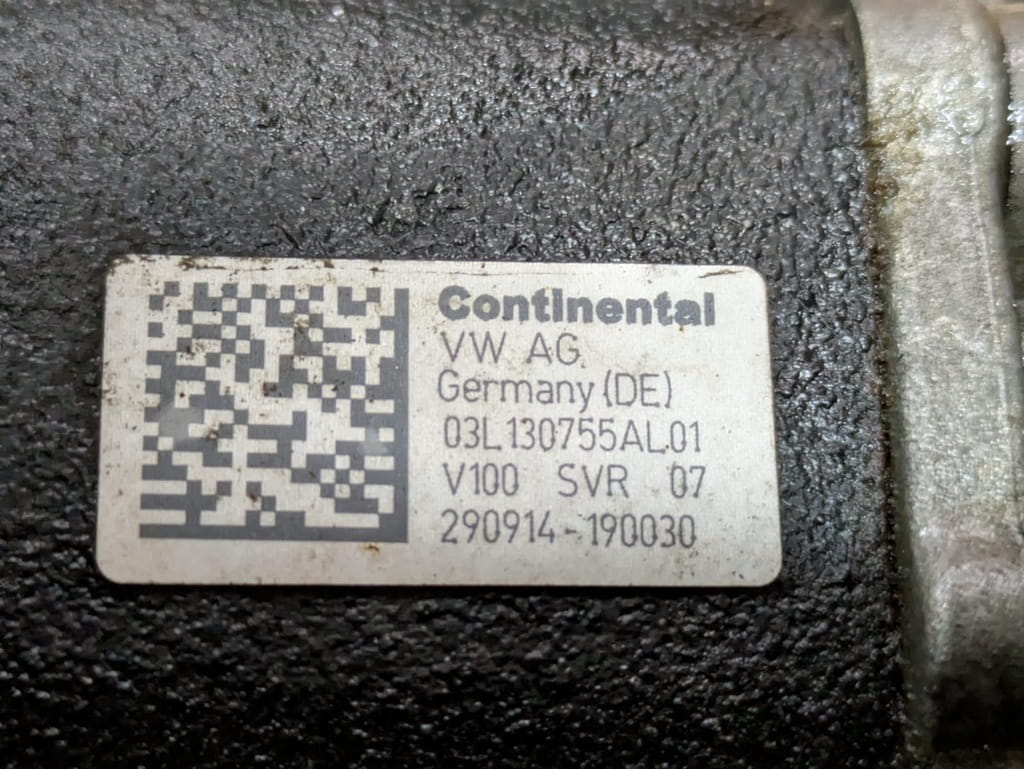 Continental
VW AG
Germany (DE)
03L130755AL01
V100 SVR 07
290914-190030